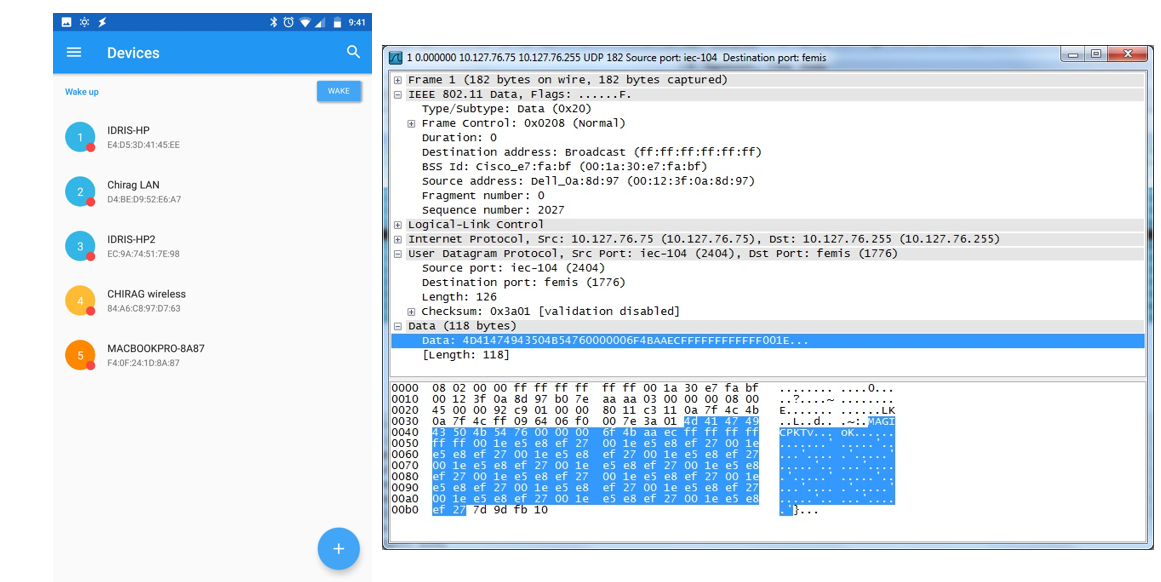 9:41
Devices
Wake up
WAKE
1
IDRIS-HP
E4:D5:3D:41:45:EE
2
Chirag LAN
D4:BE:D9:52:E6:A7
3
IDRIS-HP2
EC:9A:74:51:7E:98
4
CHIRAG wireless
84:A6:C8:97:D7:63
5
MACBOOKPRO-8A87
F4:0F:24:1D:8A:87
+
1 0.000000 10.127.76.75 10.127.76.255 UDP 182 Source port: iec-104 Destination port: femis
Frame 1 (182 bytes on wire, 182 bytes captured)
IEEE 802.11 Data, Flags: ......F.
Type/Subtype: Data (0x20)
Frame Control: 0x0208 (Normal)
Duration: 0
Destination address: Broadcast (ff:ff:ff:ff:ff:ff)
BSS Id: Cisco_e7:fa:bf (00:1a:30:e7:fa:bf)
Source address: Dell_0a:8d:97 (00:12:3f:0a:8d:97)
Fragment number: 0
Sequence number: 2027
Logical-Link Control
Internet Protocol, Src: 10.127.76.75 (10.127.76.75), Dst: 10.127.76.255 (10.127.76.255)
User Datagram Protocol, Src Port: iec-104 (2404), Dst Port: femis (1776)
Source port: iec-104 (2404)
Destination port: femis (1776)
Length: 126
Checksum: 0x3a01 [validation disabled]
Data (118 bytes)
Data: 4D41474943504B54760000006F4BAAECFFFFFFFFFFFF001E...
[Length: 118]
0000 08 02 00 00 ff ff ff ff ff ff 00 1a 30 e7 fa bf ........ ....0...
0010 00 12 3f 0a 8d 97 b0 7e aa aa 03 00 00 00 08 00 ..?....~ ........
0020 45 00 00 92 c9 01 00 00 80 11 c3 11 0a 7f 4c 4b E....... ......LK
0030 0a 7f 4c ff 09 64 06 f0 00 7e 3a 01 4d 41 47 49 ..L..d.. .~:.MAGI
0040 43 50 4b 54 76 00 00 00 6f 4b aa ec ff ff ff ff CPKTv... oK......
0050 ff ff 00 1e e5 e8 ef 27 00 1e e5 e8 ef 27 00 1e .......' .....'..
0060 e5 e8 ef 27 00 1e e5 e8 ef 27 00 1e e5 e8 ef 27 ...'.... .'.....'
0070 00 1e e5 e8 ef 27 00 1e e5 e8 ef 27 00 1e e5 e8 .....'.. ...'....
0080 ef 27 00 1e e5 e8 ef 27 00 1e e5 e8 ef 27 00 1e .'.....' .....'..
0090 e5 e8 ef 27 00 1e e5 e8 ef 27 00 1e e5 e8 ef 27 ...'.... .'.....'
00a0 00 1e e5 e8 ef 27 00 1e e5 e8 ef 27 00 1e e5 e8 .....'.. ...'....
00b0 ef 27 7d 9d fb 10 .'}...